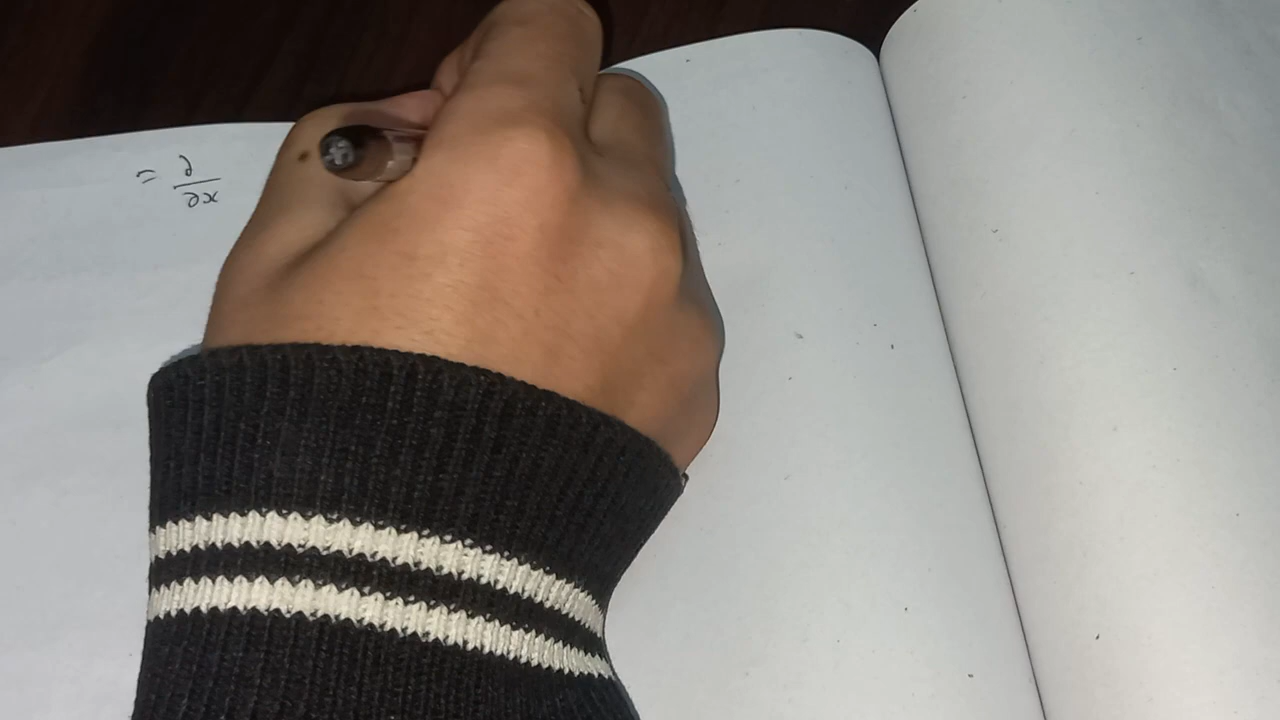 = ∂/∂x